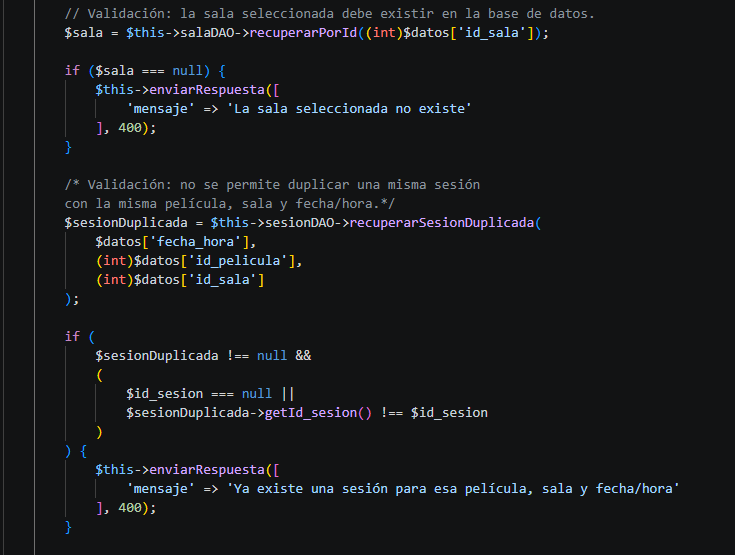 // Validación: la sala seleccionada debe existir en la base de datos.
$sala = $this->salaDAO->recuperarPorId((int)$datos['id_sala']);
if ($sala === null) {
$this->enviarRespuesta([
'mensaje' => 'La sala seleccionada no existe'
], 400);
}
/* Validación: no se permite duplicar una misma sesión
con la misma película, sala y fecha/hora.*/
$sesionDuplicada = $this->sesionDAO->recuperarSesionDuplicada(
$datos['fecha_hora'],
(int)$datos['id_pelicula'],
(int)$datos['id_sala']
);
if (
$sesionDuplicada !== null &&
(
$id_sesion === null ||
$sesionDuplicada->getId_sesion() !== $id_sesion
)
) {
$this->enviarRespuesta([
'mensaje' => 'Ya existe una sesión para esa película, sala y fecha/hora'
], 400);
}